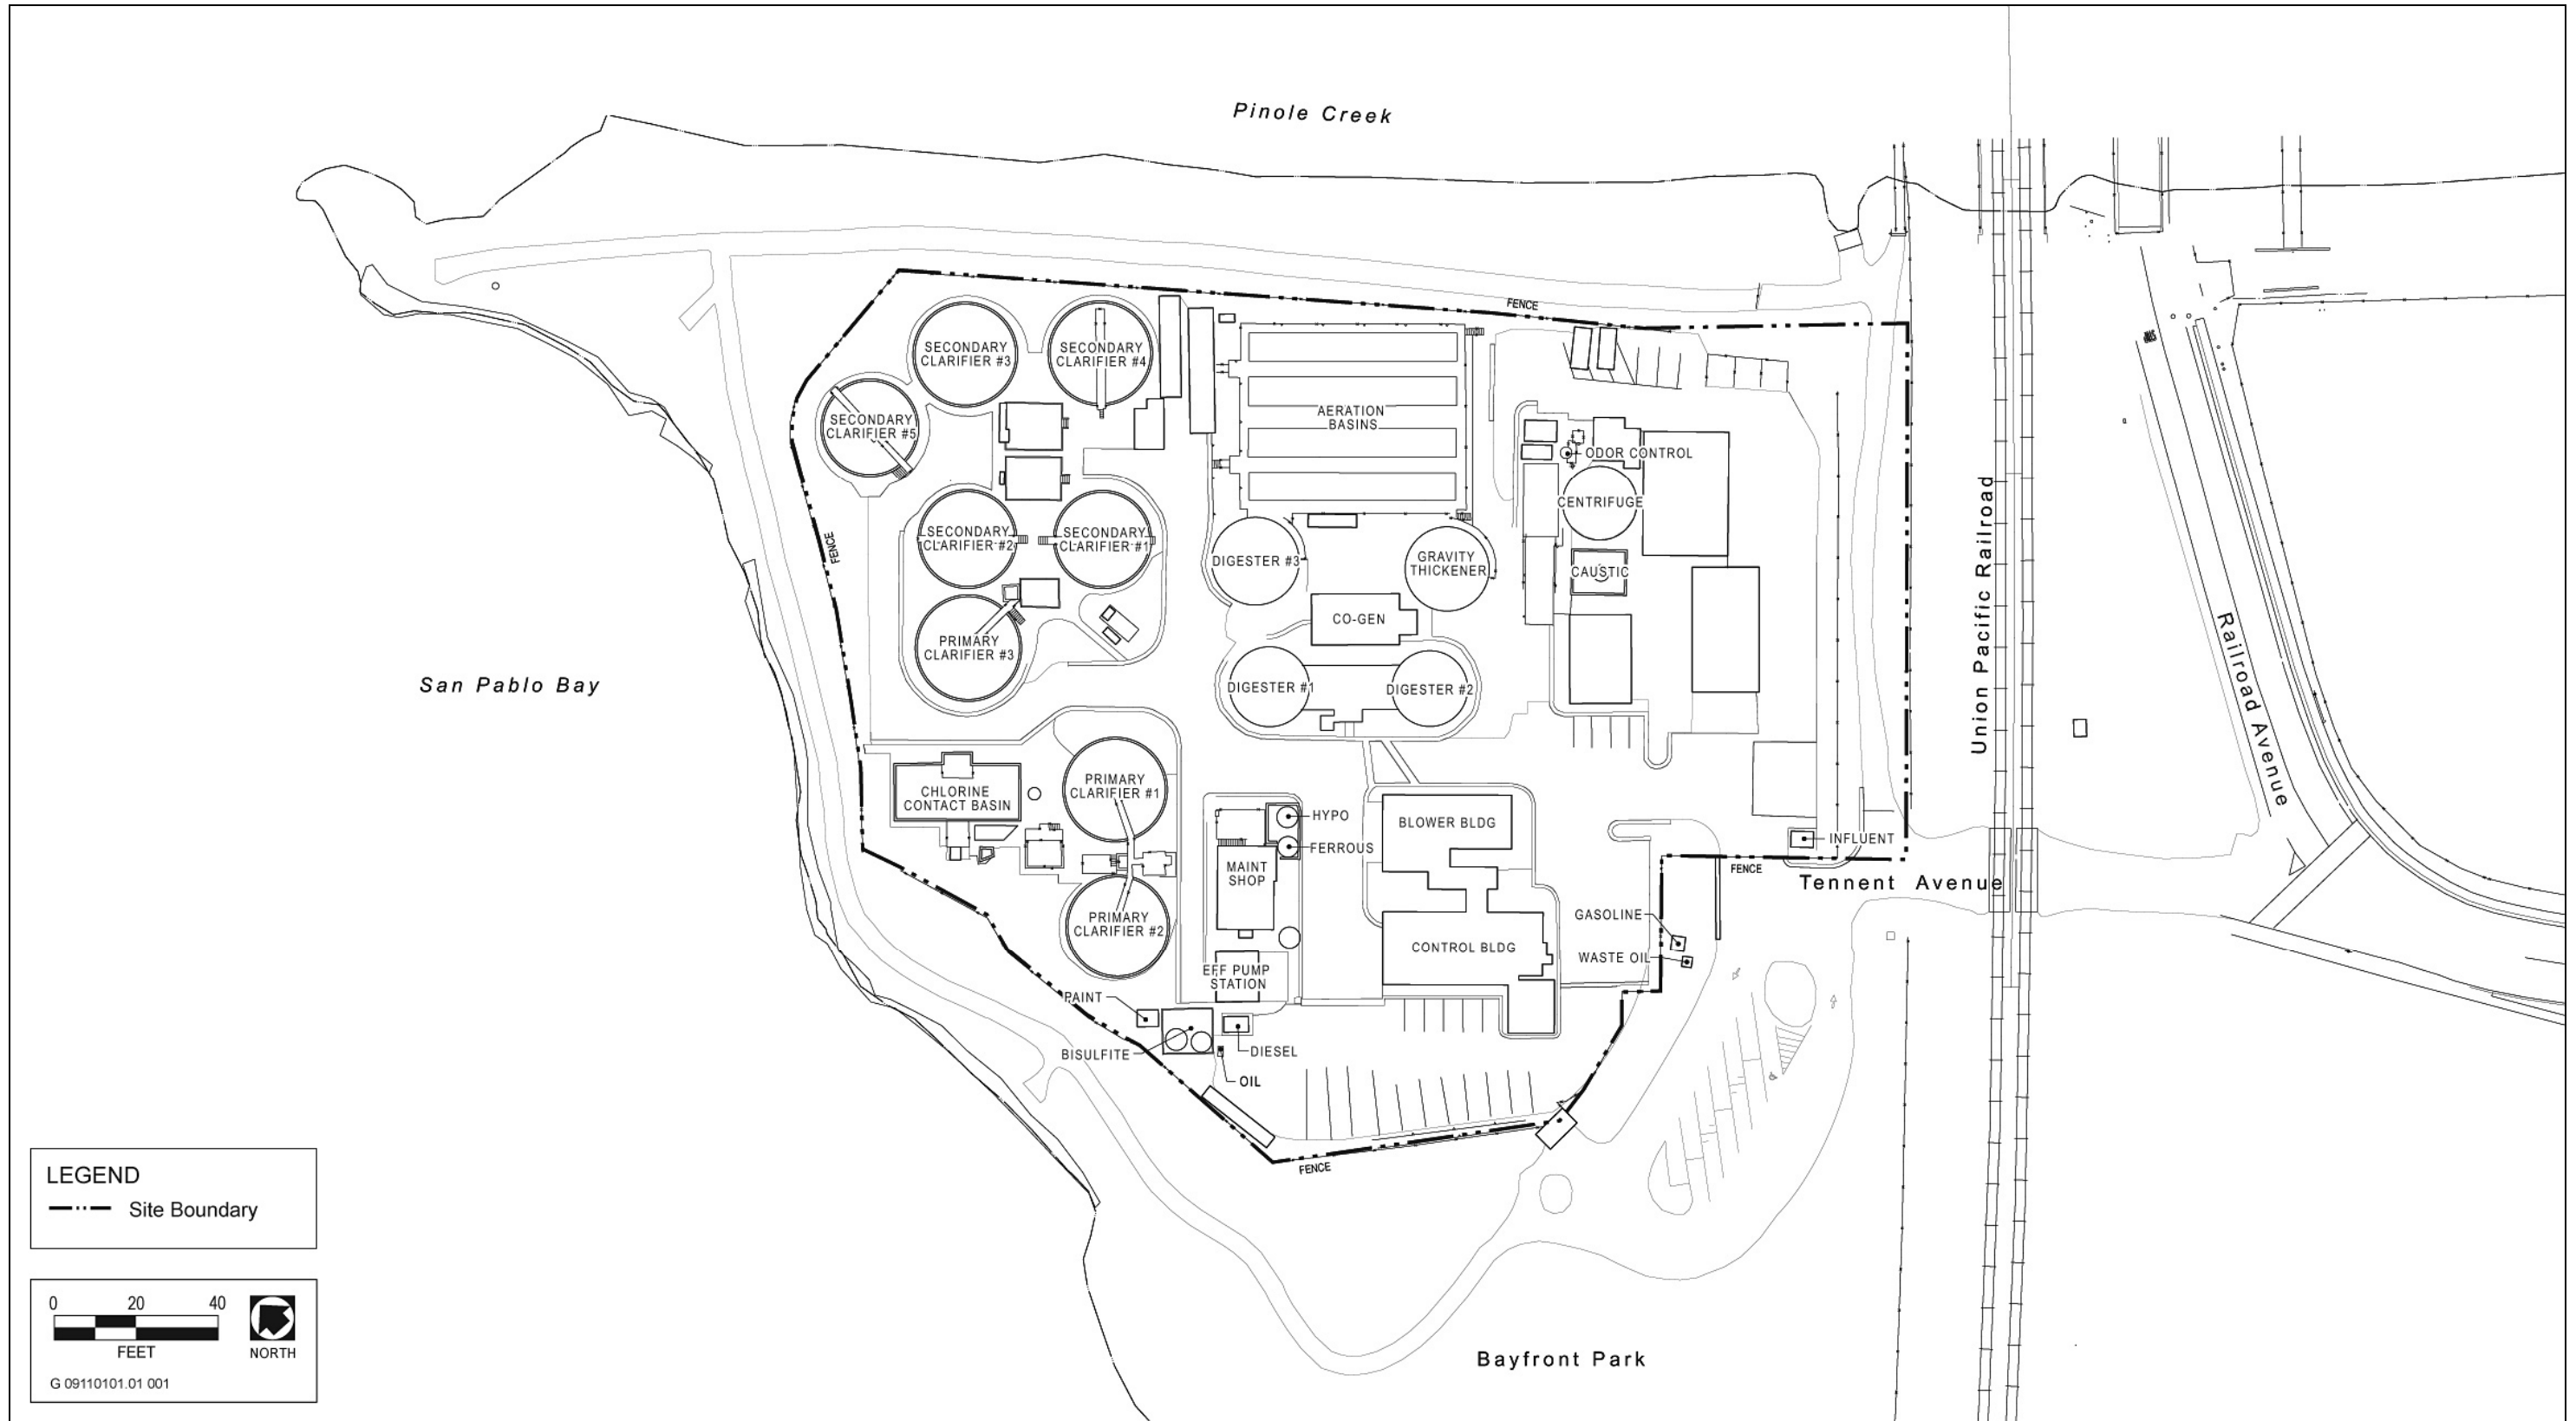 Pinole Creek
FENCE
SECONDARY
CLARIFIER #3
SECONDARY
CLARIFIER #4
SECONDARY
CLARIFIER #5
AERATION
BASINS
ODOR CONTROL
CENTRIFUGE
SECONDARY
CLARIFIER #2
SECONDARY
CLARIFIER #1
FENCE
DIGESTER #3
GRAVITY
THICKENER
CAUSTIC
CO-GEN
PRIMARY
CLARIFIER #3
DIGESTER #1
DIGESTER #2
San Pablo Bay
Union Pacific Railroad
Railroad Avenue
CHLORINE
CONTACT BASIN
PRIMARY
CLARIFIER #1
HYPO
FERROUS
BLOWER BLDG
INFLUENT
MAINT
SHOP
FENCE
Tennent Avenue
PRIMARY
CLARIFIER #2
GASOLINE
CONTROL BLDG
WASTE OIL
EFF PUMP
STATION
PAINT
BISULFITE
DIESEL
OIL
FENCE
LEGEND
Site Boundary
0 20 40
FEET
NORTH
G 09110101.01 001
Bayfront Park